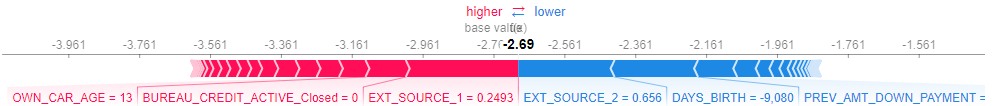 higher ⇄ lower
base value f(x)
-3.961 -3.761 -3.561 -3.361 -3.161 -2.961 -2.76 -2.69 -2.561 -2.361 -2.161 -1.961 -1.761 -1.561
OWN_CAR_AGE = 13 BUREAU_CREDIT_ACTIVE_Closed = 0 EXT_SOURCE_1 = 0.2493 EXT_SOURCE_2 = 0.656 DAYS_BIRTH = -9,080 PREV_AMT_DOWN_PAYMENT =